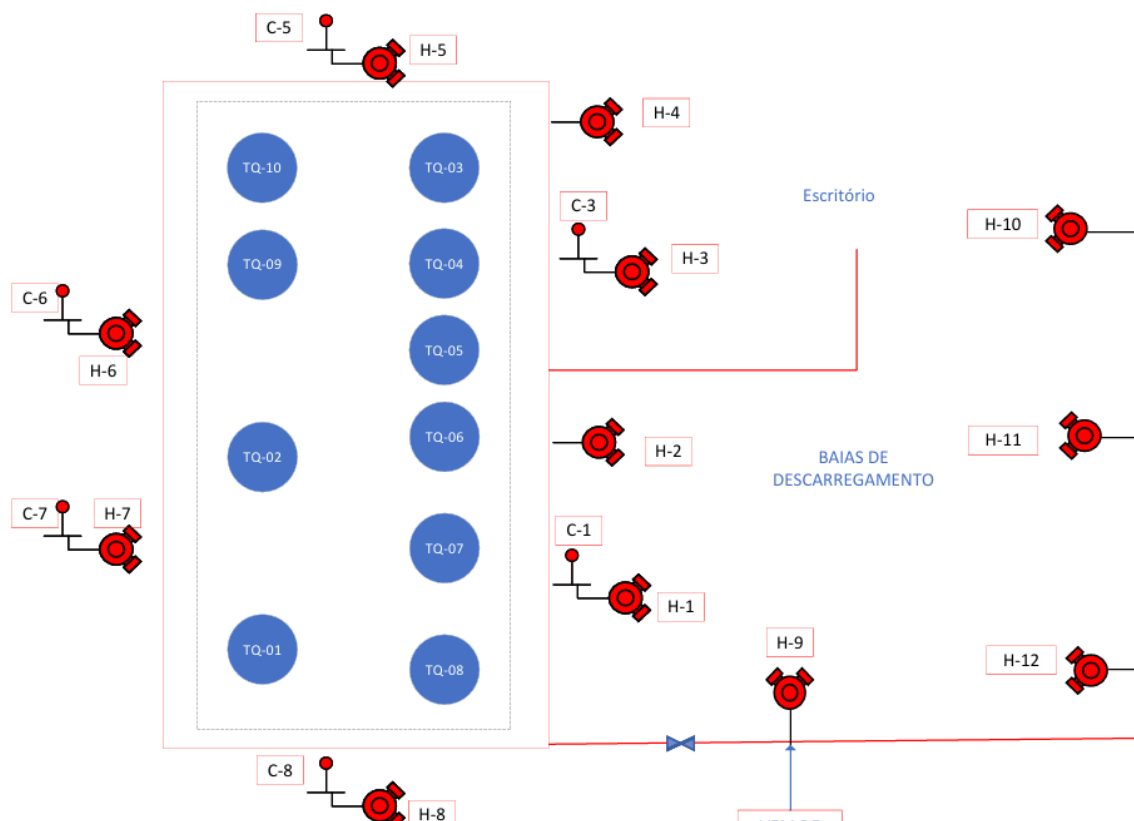 C-5
H-5
H-4
TQ-10
TQ-03
Escritório
C-3
H-10
TQ-09
TQ-04
H-3
C-6
TQ-05
H-6
TQ-06
H-2
H-11
TQ-02
BAIAS DE
DESCARREGAMENTO
C-7
H-7
C-1
TQ-07
H-1
TQ-01
H-9
H-12
TQ-08
C-8
H-8